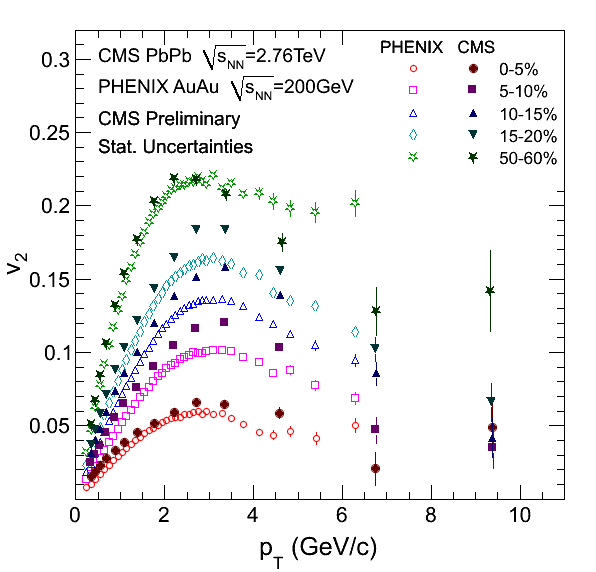 CMS PbPb √sNN=2.76TeV
PHENIX AuAu √sNN=200GeV
CMS Preliminary
Stat. Uncertainties
PHENIX CMS
0-5%
5-10%
10-15%
15-20%
50-60%
0.3
0.25
0.2
0.15
0.1
0.05
v2
0 2 4 6 8 10
pT (GeV/c)